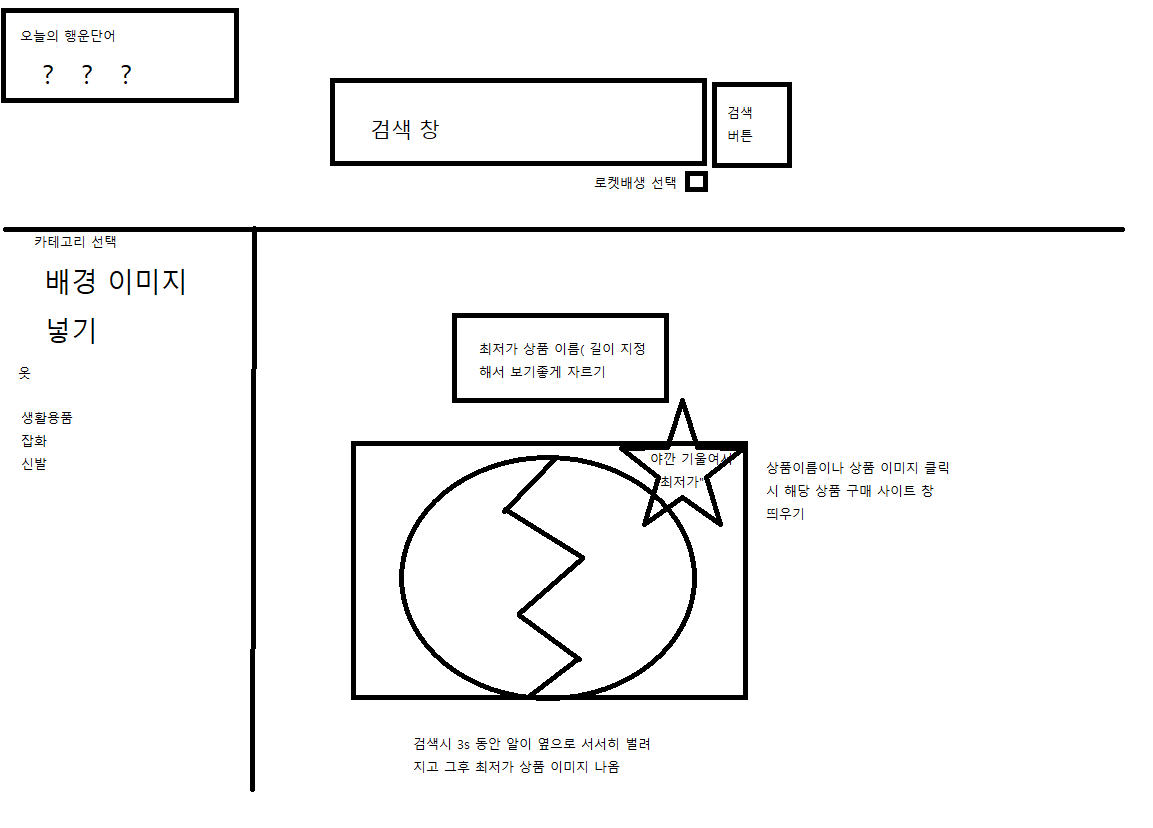 오늘의 행운단어
? ? ?
검색 창
검색
버튼
로켓배생 선택
카테고리 선택
배경 이미지
넣기
옷
생활용품
잡화
신발
최저가 상품 이름( 길이 지정
해서 보기좋게 자르기
야깐 기울여서
"최저가"
상품이름이나 상품 이미지 클릭
시 해당 상품 구매 사이트 창
띄우기
검색시 3s 동안 알이 옆으로 서서히 벌려
지고 그후 최저가 상품 이미지 나옴